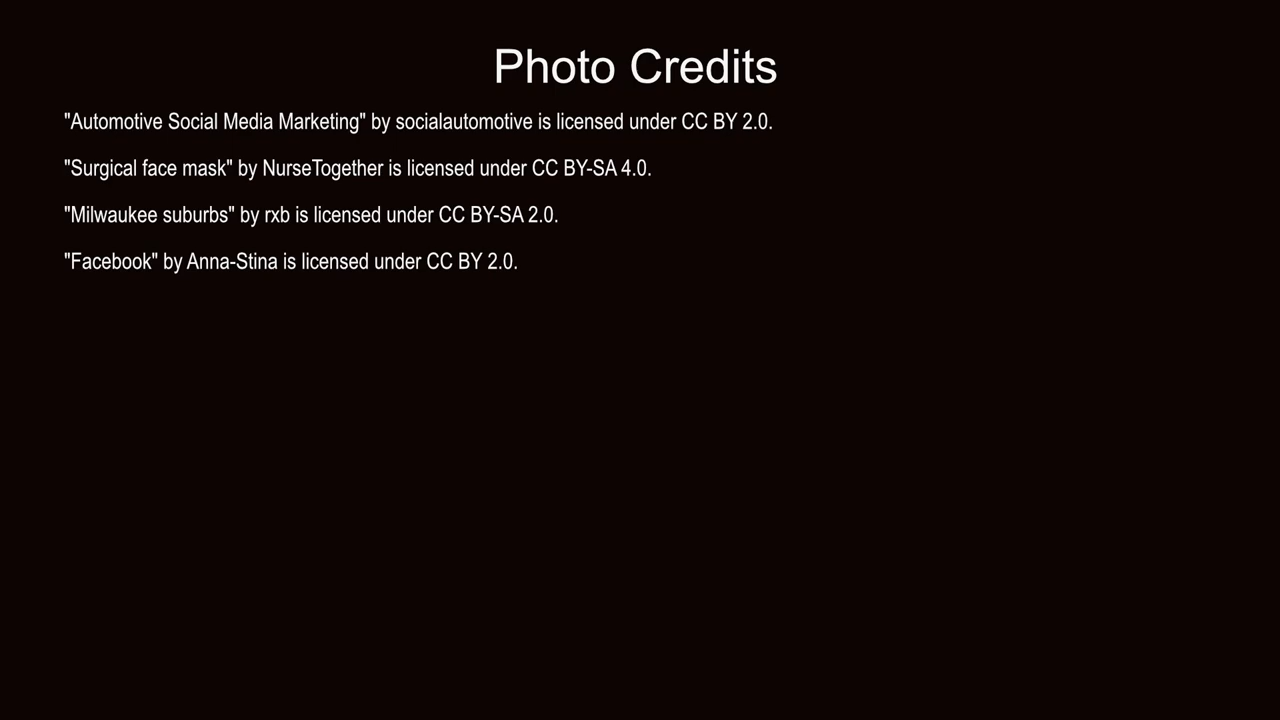 Photo Credits
"Automotive Social Media Marketing" by socialautomotive is licensed under CC BY 2.0.
"Surgical face mask" by NurseTogether is licensed under CC BY-SA 4.0.
"Milwaukee suburbs" by rxb is licensed under CC BY-SA 2.0.
"Facebook" by Anna-Stina is licensed under CC BY 2.0.